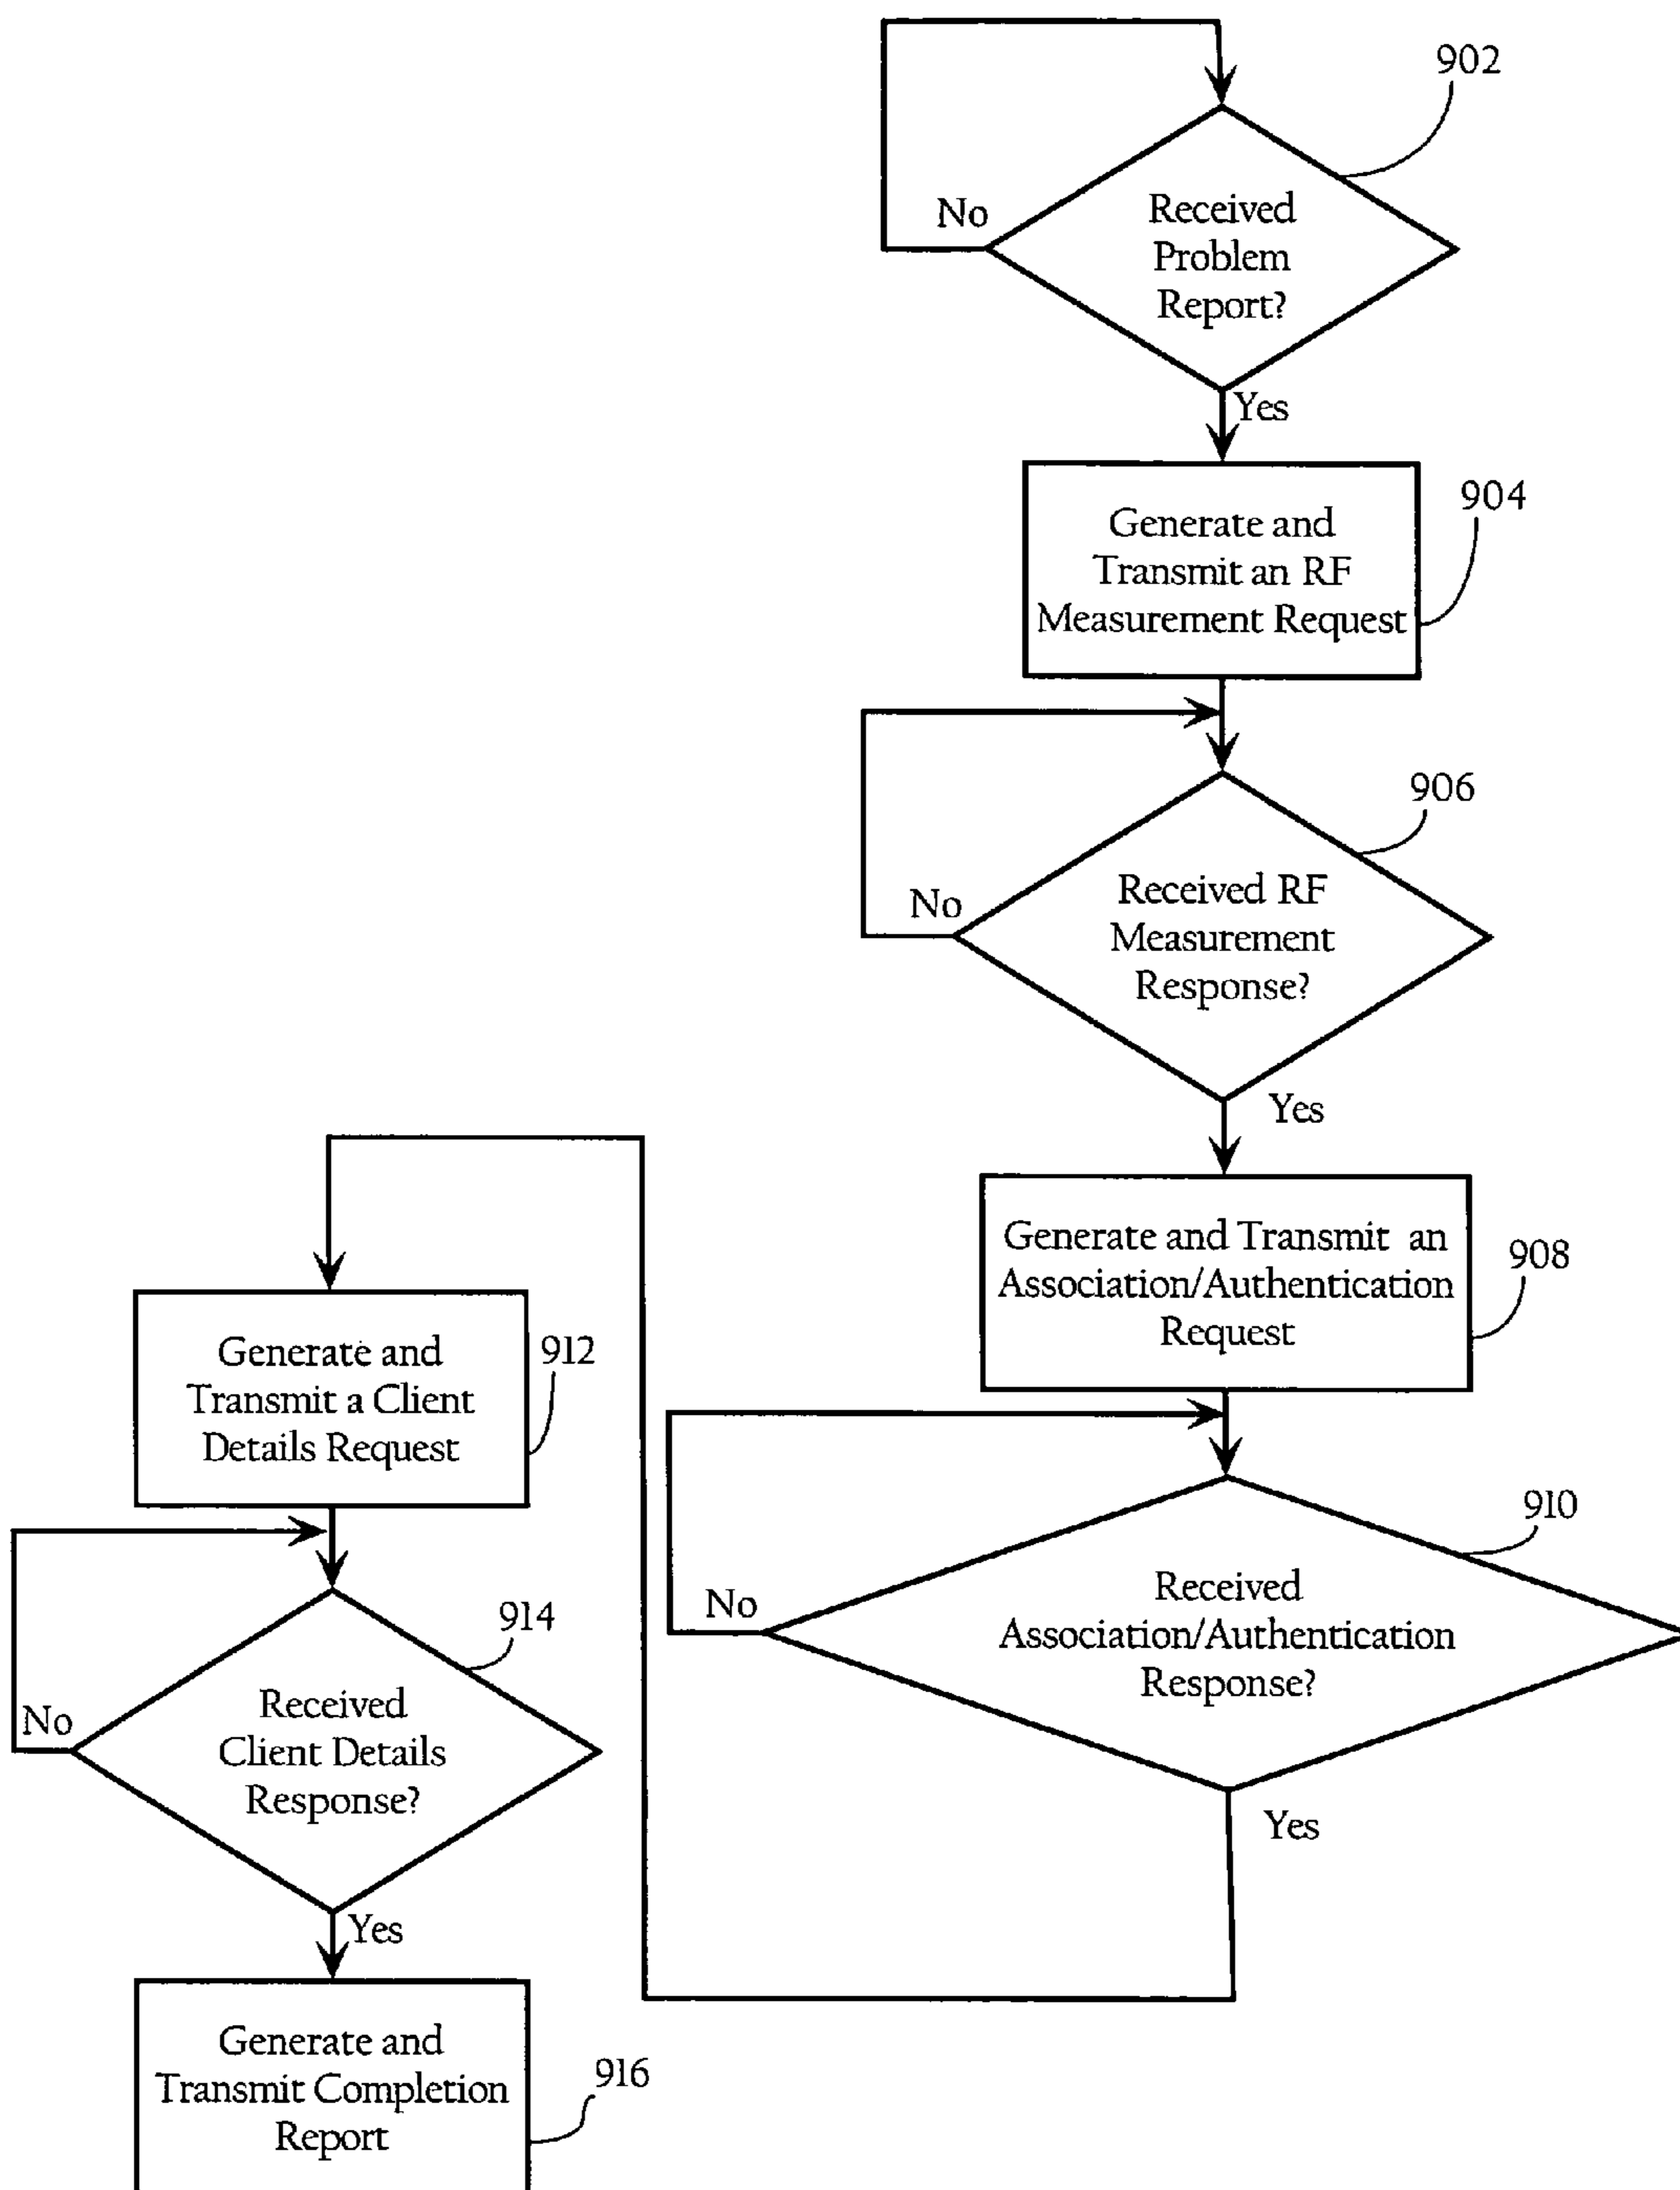 902
No
Received
Problem
Report?
Yes
904
Generate and
Transmit an RF
Measurement Request
906
No
Received RF
Measurement
Response?
Yes
Generate and Transmit an
Association/Authentication
Request
908
910
No
Received
Association/Authentication
Response?
Yes
Generate and
Transmit a Client
Details Request
912
914
No
Received
Client Details
Response?
Yes
Generate and
Transmit Completion
Report
916